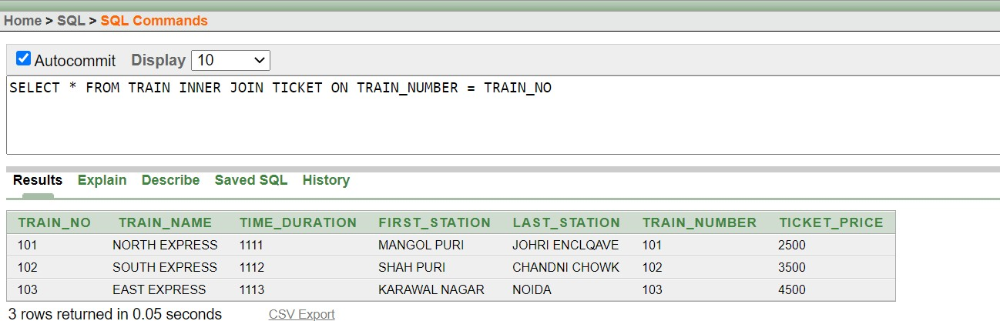 Home > SQL > SQL Commands
Autocommit Display 10
SELECT * FROM TRAIN INNER JOIN TICKET ON TRAIN_NUMBER = TRAIN_NO
Results Explain Describe Saved SQL History
TRAIN_NO TRAIN_NAME TIME_DURATION FIRST_STATION LAST_STATION TRAIN_NUMBER TICKET_PRICE
101 NORTH EXPRESS 1111 MANGOL PURI JOHRI ENCLQAVE 101 2500
102 SOUTH EXPRESS 1112 SHAH PURI CHANDNI CHOWK 102 3500
103 EAST EXPRESS 1113 KARAWAL NAGAR NOIDA 103 4500
3 rows returned in 0.05 seconds CSV Export